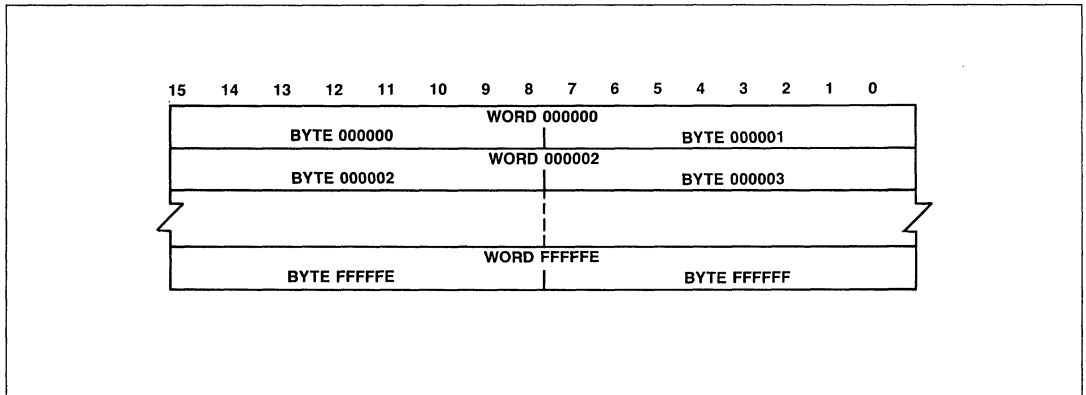 15 14 13 12 11 10 9 8 7 6 5 4 3 2 1 0
WORD 000000
BYTE 000000 BYTE 000001
WORD 000002
BYTE 000002 BYTE 000003
WORD FFFFFE
BYTE FFFFFE BYTE FFFFFF